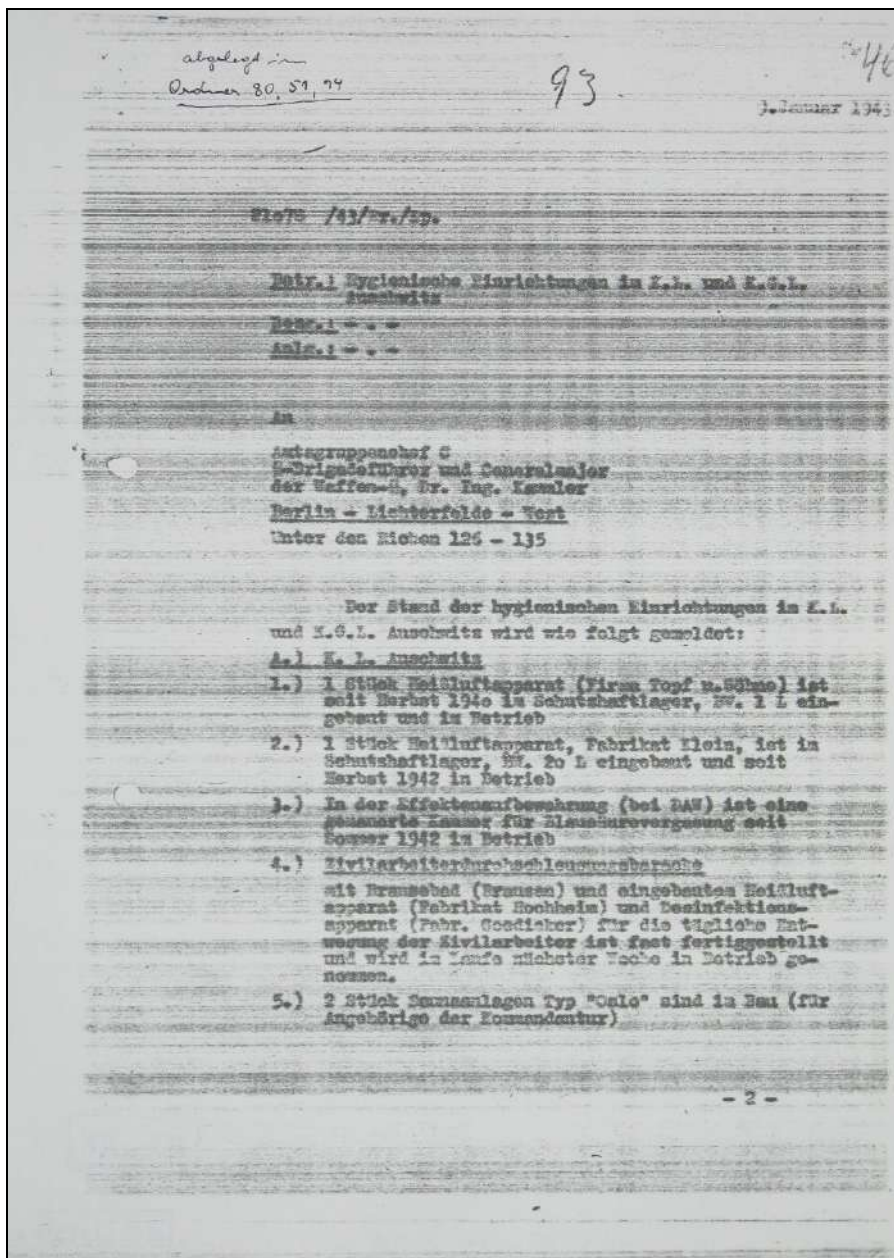 abgelegt in
Ordner 80, 51, 94
93
46
9.Januar 1943
/43/Er./Lp.
Betr.: Hygienische Einrichtungen in K.L. und K.G.L.
Auschwitz
Bezg.: - . -
Anlg.: - . -
An
Amtsgruppenchef C
Brigadeführer und Generalmajor
der Waffen-, Dr. Ing. Kammler
Berlin - Lichterfelde - West
Unter den Eichen 126 - 135
Der Stand der hygienischen Einrichtungen im K.L.
und K.G.L. Auschwitz wird wie folgt gemeldet:
A.) K. L. Auschwitz
1.) 1 Stück Heißluftapparat (Firma Topf u.Söhne) ist
seit Herbst 194o im Schutzhaftlager, BW. 1 L ein-
gebaut und in Betrieb
2.) 1 Stück Heißluftapparat, Fabrikat Klein, ist im
Schutzhaftlager, BW. 2o L eingebaut und seit
Herbst 1942 in Betrieb
3.) In der Effektenaufbewahrung (bei DAW) ist eine
gemauerte Kammer für Blausäurevergasung seit
Sommer 1942 in Betrieb
4.) Zivilarbeiterdurchschleusungsbaracke
mit Brausebad (Brausen) und eingebauten Heißluft-
apparat (Fabrikat Hochheim) und Desinfektions-
apparat (Fabr. Goedicker) für die tägliche Ent-
wesung der Zivilarbeiter ist fast fertiggestellt
und wird im Laufe nächster Woche in Betrieb ge-
nommen.
5.) 2 Stück Saunaanlagen Typ "Oslo" sind im Bau (für
Angehörige der Kommandantur)
- 2 -